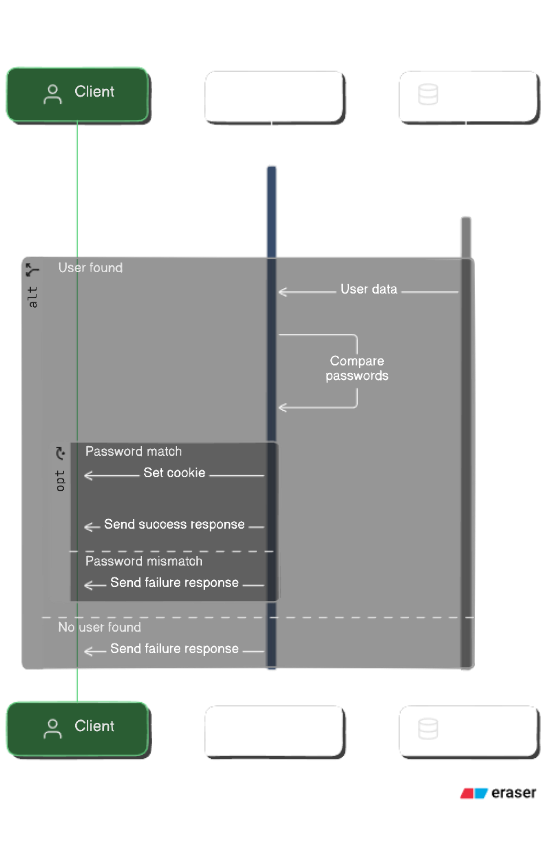 Client
User found
alt
User data
Compare
passwords
opt
Password match
Set cookie
Send success response
Password mismatch
Send failure response
No user found
Send failure response
Client
eraser